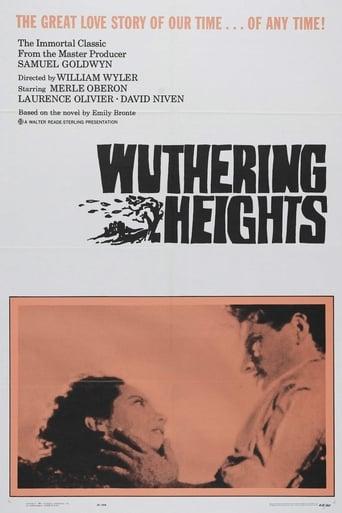 THE GREAT LOVE STORY OF OUR TIME ... OF ANY TIME!
The Immortal Classic
From the Master Producer
SAMUEL GOLDWYN
Directed by WILLIAM WYLER
Starring MERLE OBERON
LAURENCE OLIVIER · DAVID NIVEN
Based on the novel by Emily Bronte
A WALTER READE-STERLING PRESENTATION
WUTHERING
HEIGHTS